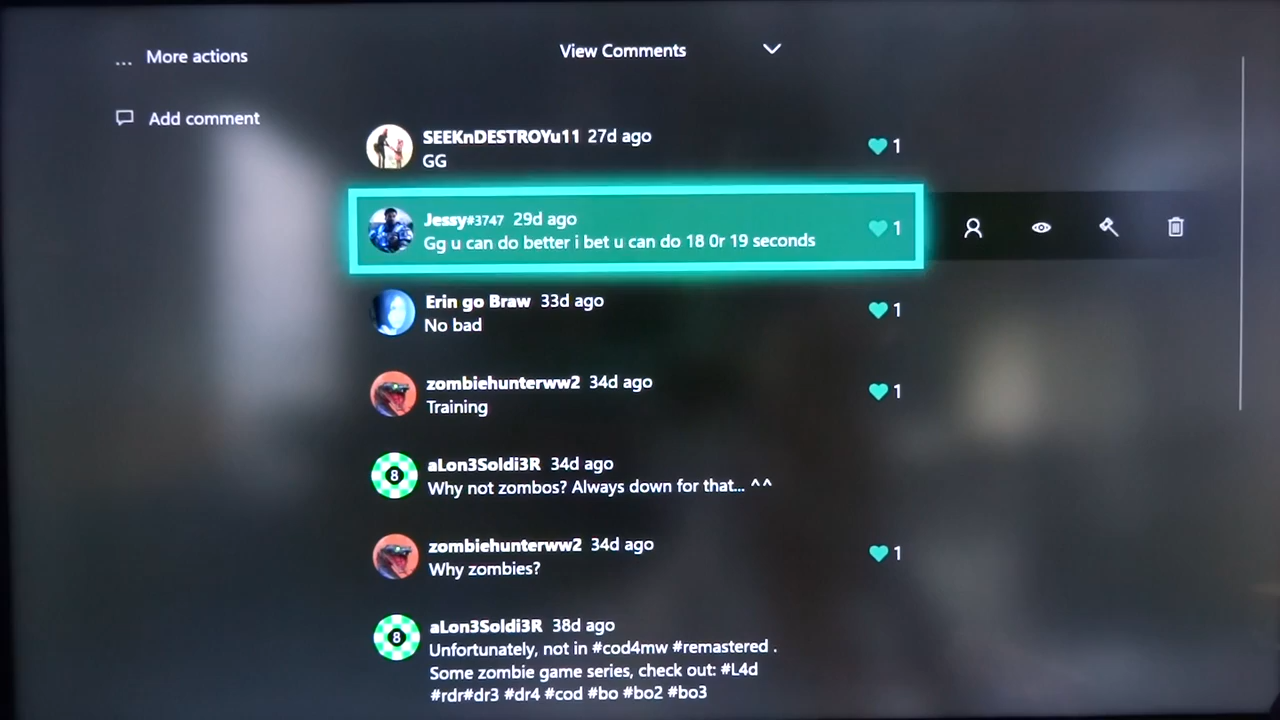 ... More actions
View Comments
Add comment
SEEKnDESTROYu11 27d ago
GG
1
Jessy#3747 29d ago
Gg u can do better i bet u can do 18 0r 19 seconds
1
Erin go Braw 33d ago
No bad
1
zombiehunterww2 34d ago
Training
1
aLon3Soldi3R 34d ago
Why not zombos? Always down for that... ^^
8
zombiehunterww2 34d ago
Why zombies?
1
aLon3Soldi3R 38d ago
8
Unfortunately, not in #cod4mw #remastered .
Some zombie game series, check out: #L4d
#rdr#dr3 #dr4 #cod #bo #bo2 #bo3